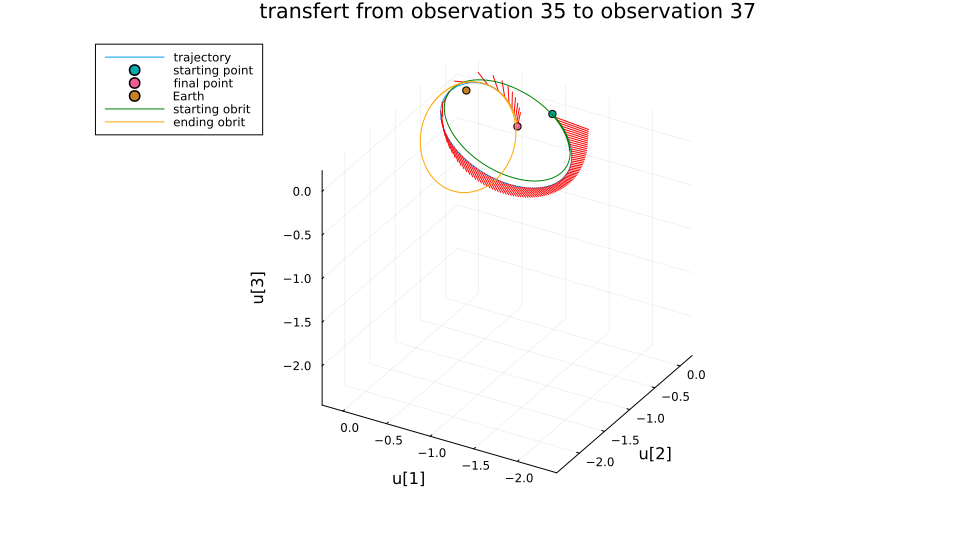 transfert from observation 35 to observation 37
trajectory
starting point
final point
Earth
starting obrit
ending obrit
0.0
−0.5
−1.0
−1.5
−2.0
u[3]
0.0
−0.5
−1.0
−1.5
−2.0
u[1]
0.0
−0.5
−1.0
−1.5
−2.0
u[2]